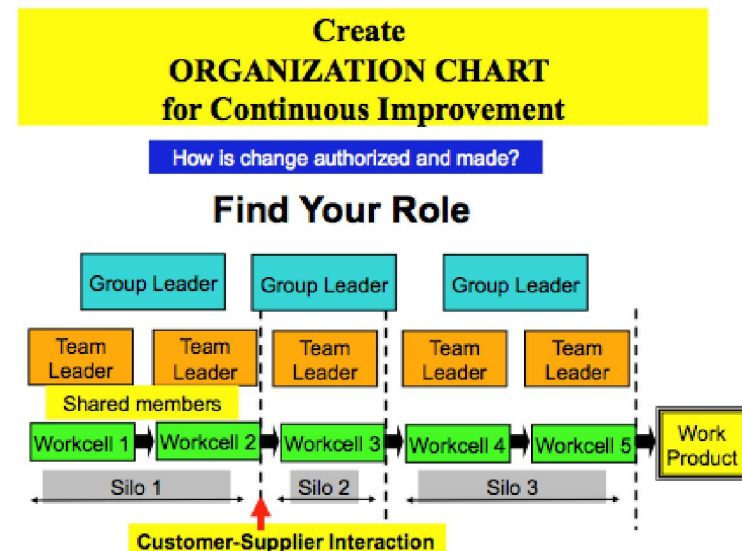 Create
ORGANIZATION CHART
for Continuous Improvement
How is change authorized and made?
Find Your Role
Group Leader
Group Leader
Group Leader
Team
Leader
Team
Leader
Team
Leader
Team
Leader
Team
Leader
Shared members
Workcell 1
Workcell 2
Workcell 3
Workcell 4
Workcell 5
Work
Product
Silo 1
Silo 2
Silo 3
Customer-Supplier Interaction